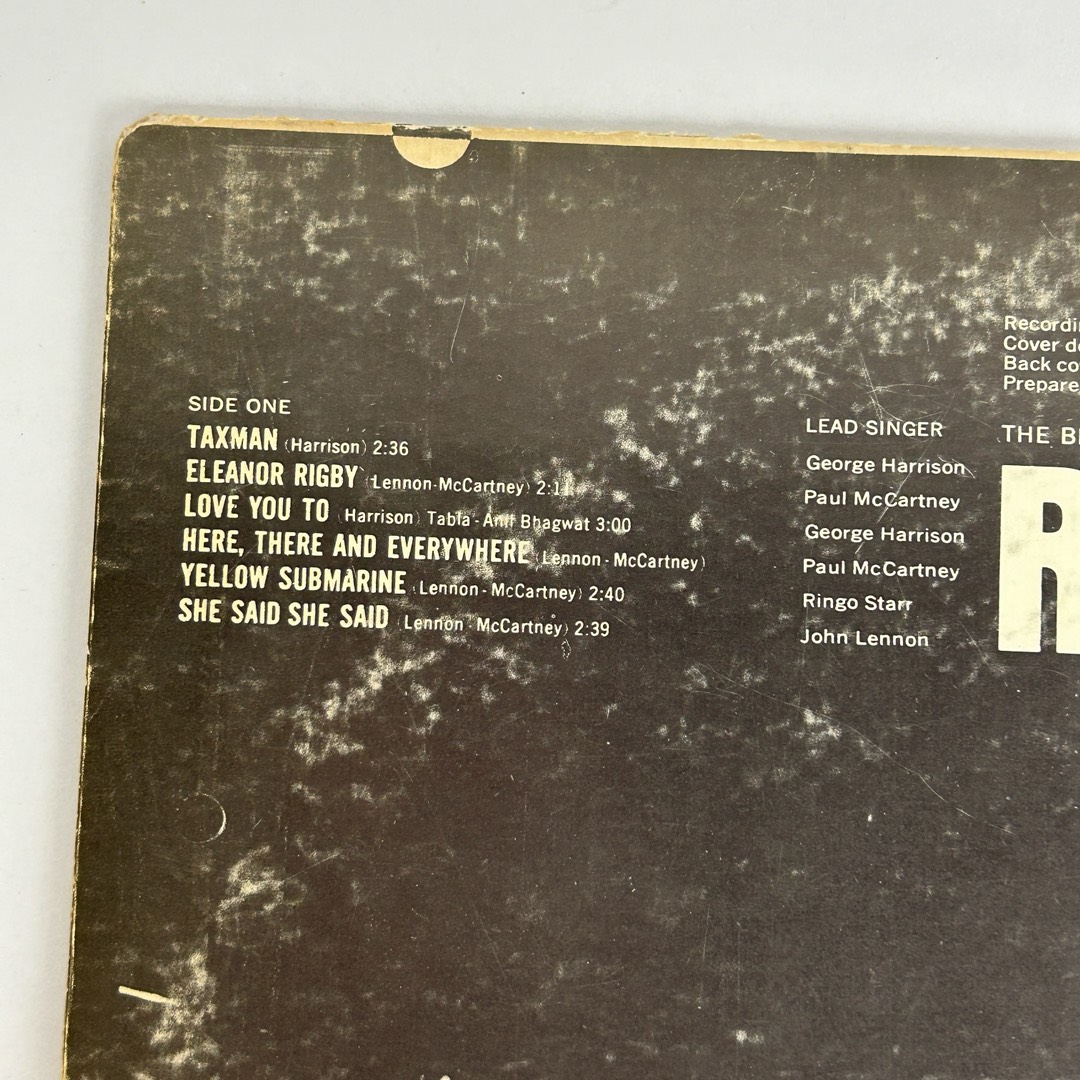 Recordi
Cover d
Back co
Prepare
SIDE ONE
TAXMAN (Harrison) 2:36
ELEANOR RIGBY (Lennon-McCartney)
LOVE YOU TO (Harrison) Tabla - Anil Bhagwat 3:00
HERE, THERE AND EVERYWHERE (Lennon - McCartney)
YELLOW SUBMARINE (Lennon - McCartney) 2:40
SHE SAID SHE SAID (Lennon - McCartney) 2:39
LEAD SINGER
George Harrison
Paul McCartney
George Harrison
Paul McCartney
Ringo Starr
John Lennon
THE B
R